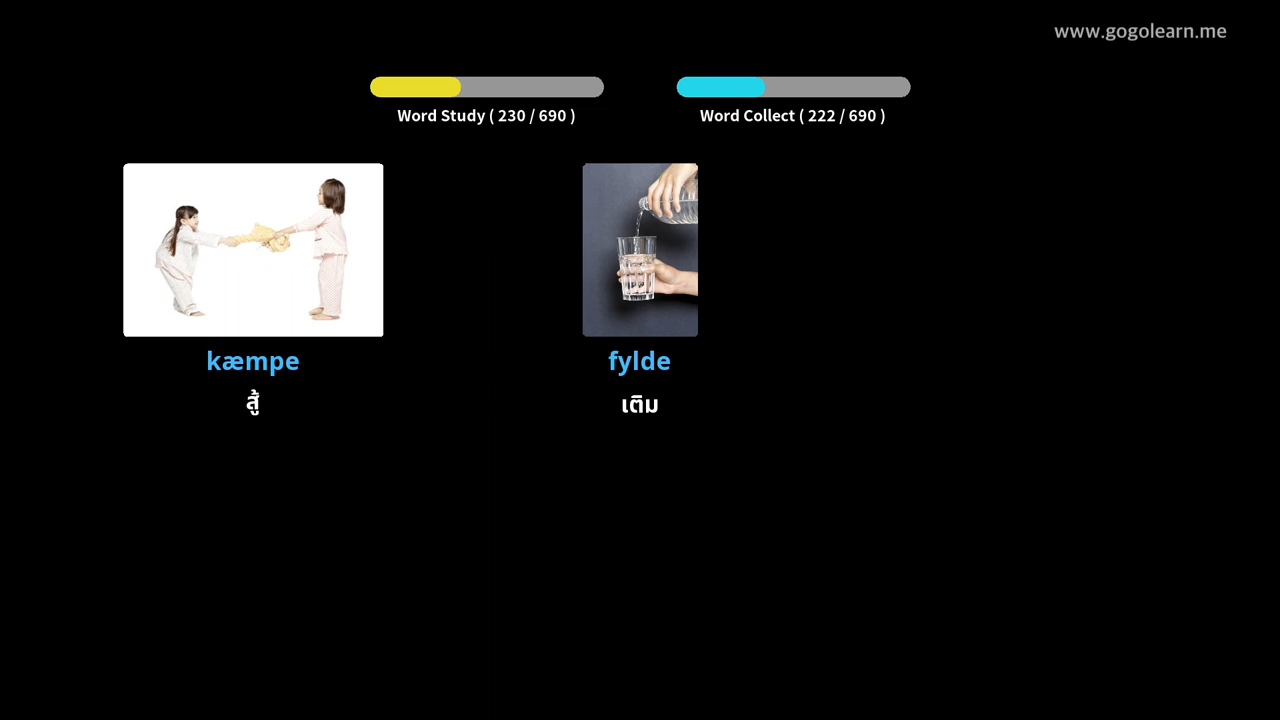 www.gogolearn.me
Word Study ( 230 / 690 )
Word Collect ( 222 / 690 )
kæmpe
สู้
fylde
เติม